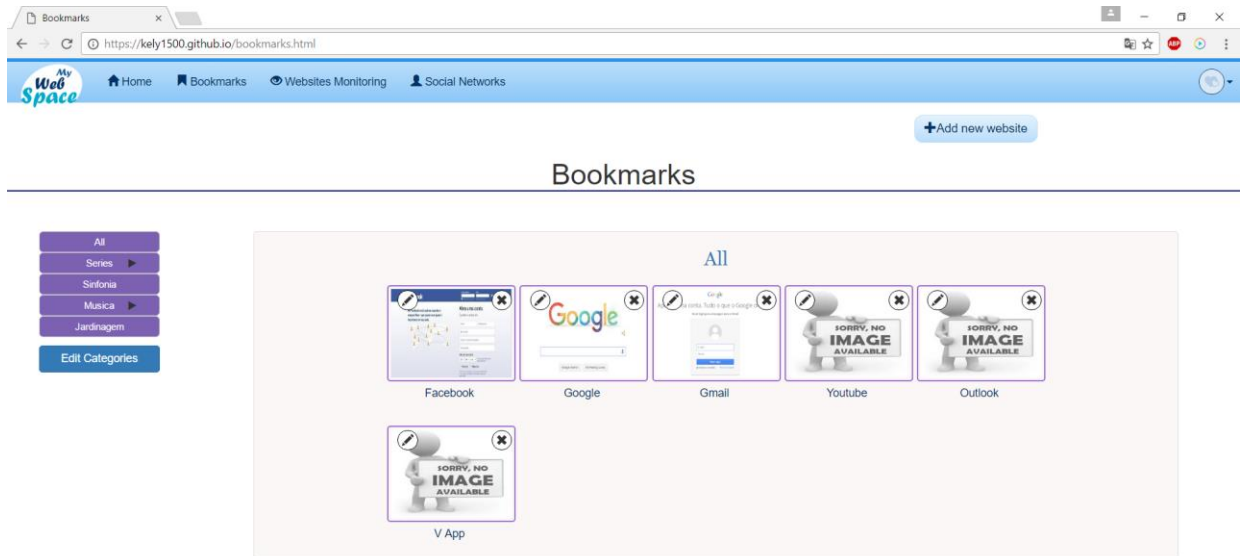 Bookmarks
https://kely1500.github.io/bookmarks.html
ABP
My
Web
Space
Home
Bookmarks
Websites Monitoring
Social Networks
Add new website
Bookmarks
All
Series
Sinfonia
Musica
Jardinagem
Edit Categories
All
Google
Google
SORRY, NO
IMAGE
AVAILABLE
SORRY, NO
IMAGE
AVAILABLE
Facebook
Google
Gmail
Youtube
Outlook
SORRY, NO
IMAGE
AVAILABLE
V App